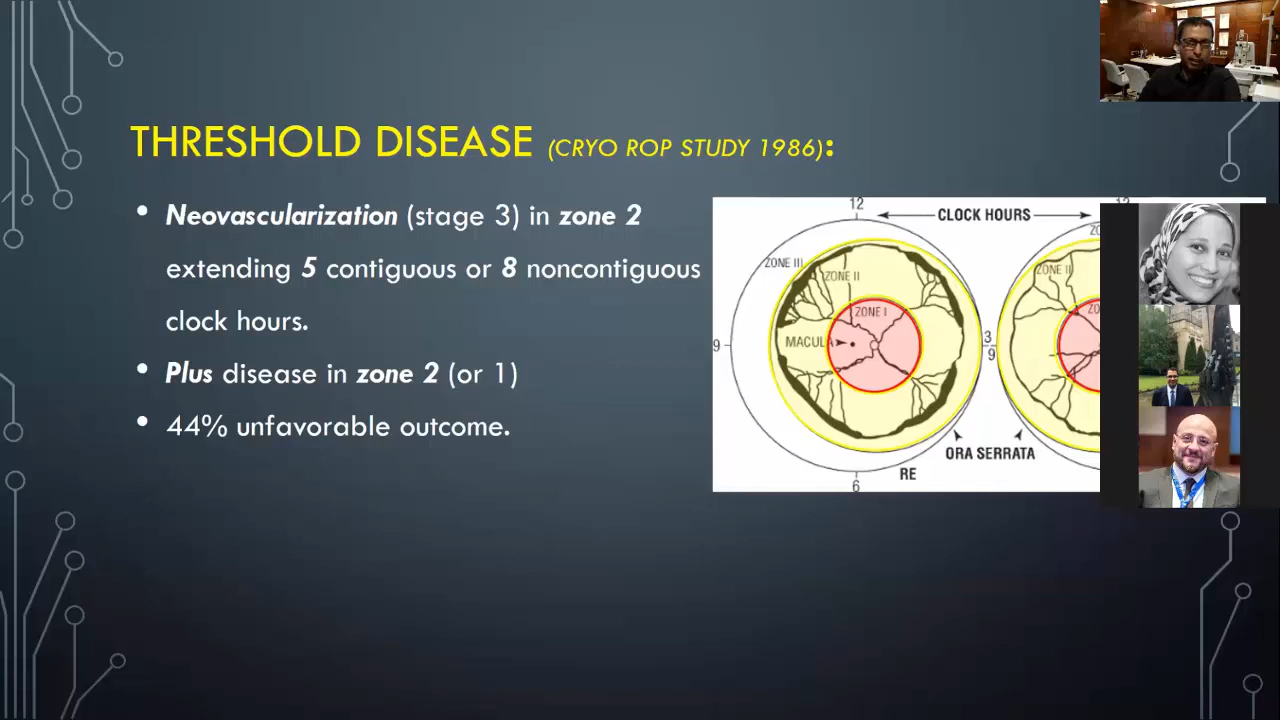 THRESHOLD DISEASE (CRYO ROP STUDY 1986):
• Neovascularization (stage 3) in zone 2
extending 5 contiguous or 8 noncontiguous
clock hours.
• Plus disease in zone 2 (or 1)
• 44% unfavorable outcome.
12
CLOCK HOURS
12
ZONE III
ZONE II
ZONE I
MACULA
9
3
9
ZONE II
ORA SERRATA
RE
6